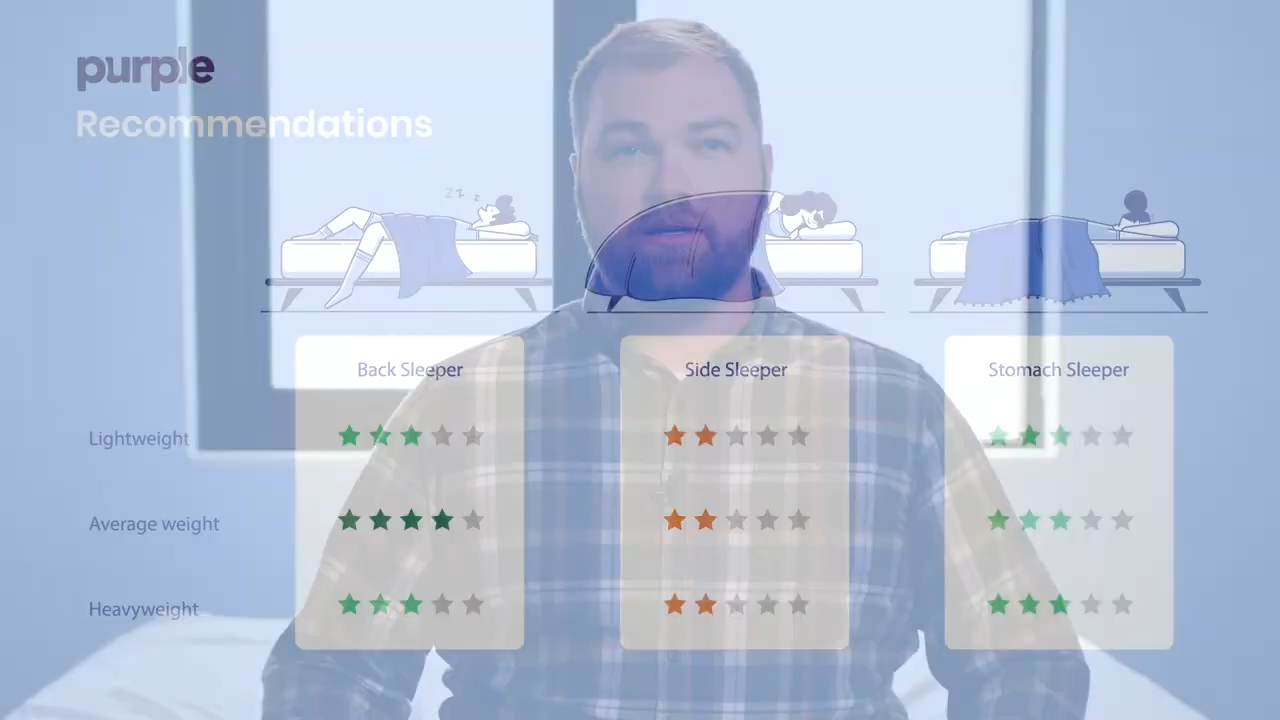 purple
Recommendations
z z z
Back Sleeper
Side Sleeper
Stomach Sleeper
Lightweight
Average weight
Heavyweight